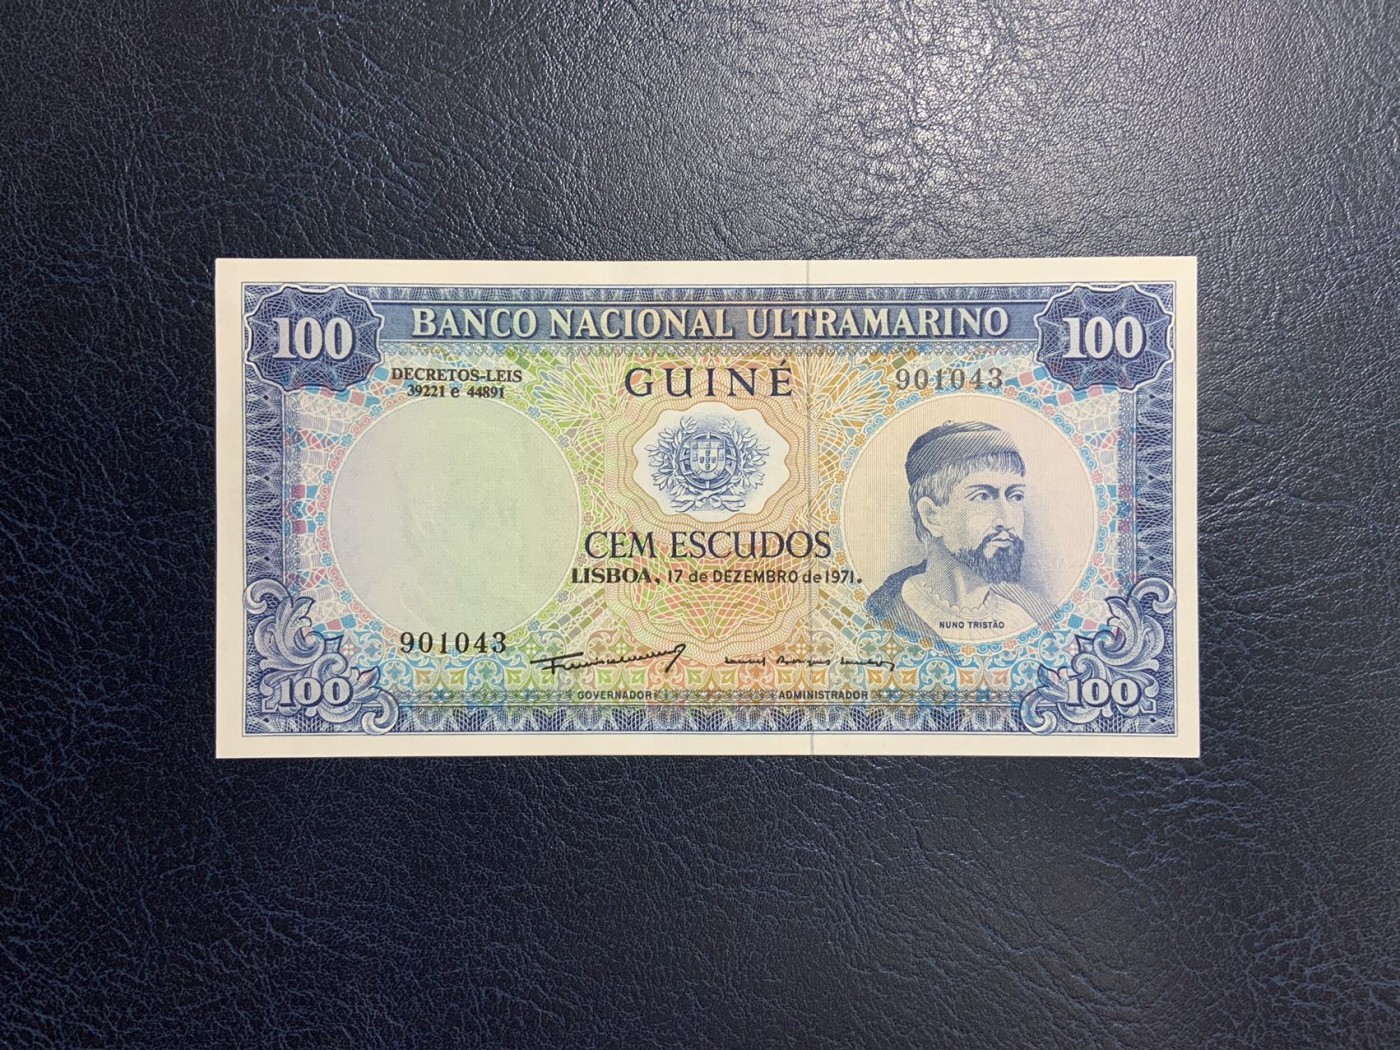 100 BANCO NACIONAL ULTRAMARINO 100
DECRETOS-LEIS
39221 e 44891
GUINÉ
901043
CEM ESCUDOS
LISBOA, 17 de DEZEMBRO de 1971.
NUNO TRISTÃO
901043
GOVERNADOR
ADMINISTRADOR
100
100